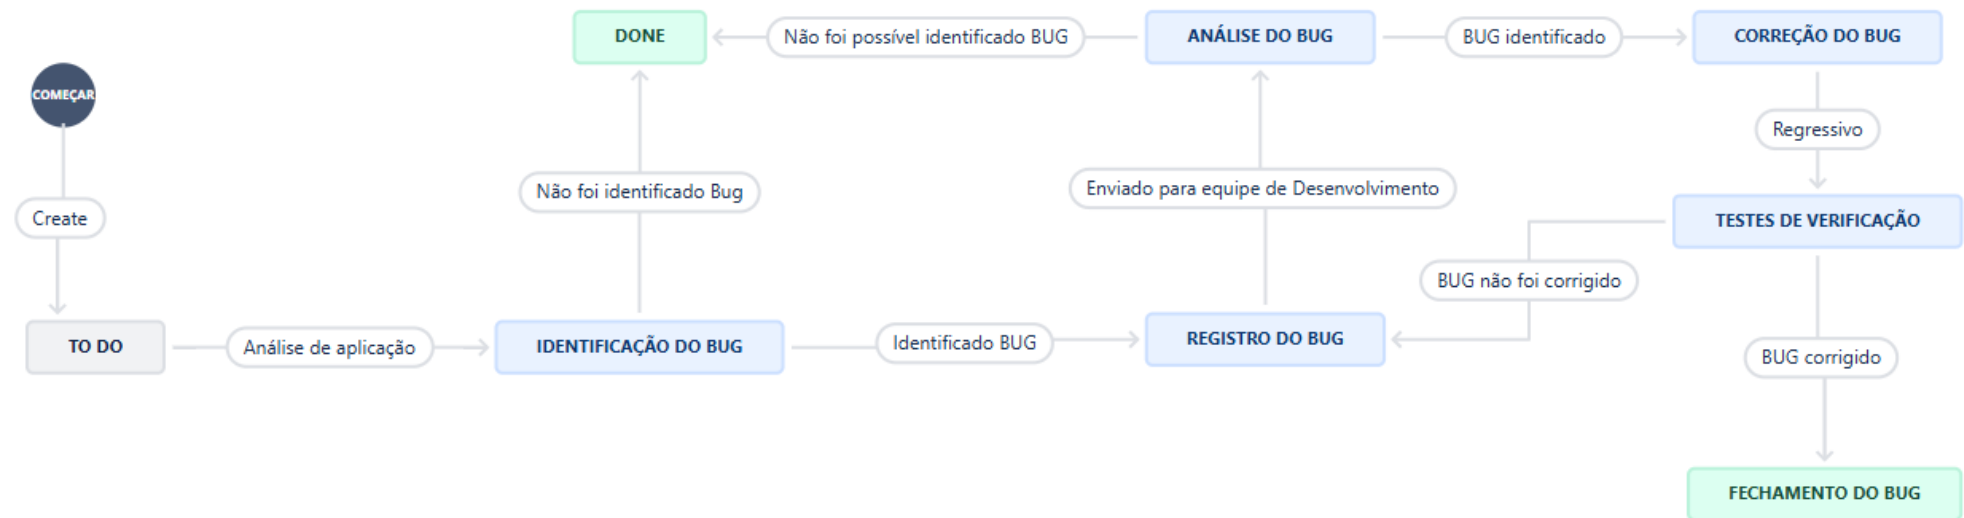 DONE
Não foi possível identificado BUG
ANÁLISE DO BUG
BUG identificado
CORREÇÃO DO BUG
COMEÇAR
Regressivo
Não foi identificado Bug
Enviado para equipe de Desenvolvimento
Create
TESTES DE VERIFICAÇÃO
BUG não foi corrigido
TO DO
Análise de aplicação
IDENTIFICAÇÃO DO BUG
Identificado BUG
REGISTRO DO BUG
BUG corrigido
FECHAMENTO DO BUG